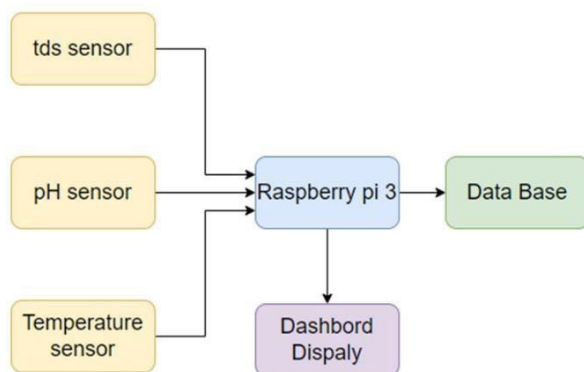 tds sensor
pH sensor
Raspberry pi 3
Data Base
Temperature
sensor
Dashbord
Dispaly